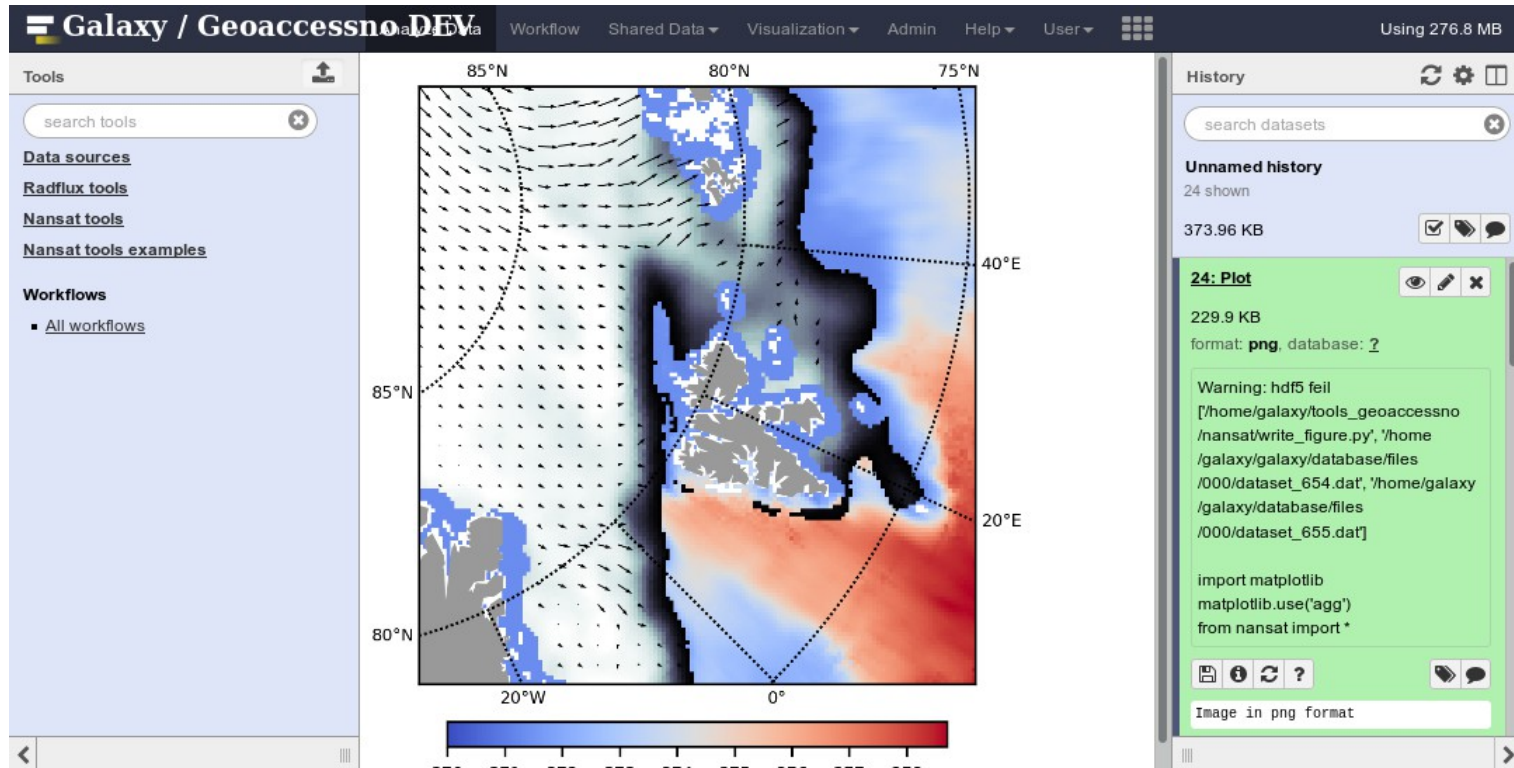 Galaxy / Geoaccessno DEV
Analyze Data Workflow Shared Data Visualization Admin Help User Using 276.8 MB
Tools
search tools
Data sources
Radflux tools
Nansat tools
Nansat tools examples
Workflows
All workflows
85°N 80°N 75°N
40°E
85°N
20°E
80°N
20°W 0°
History
search datasets
Unnamed history
24 shown
373.96 KB
24: Plot
229.9 KB
format: png, database: ?
Warning: hdf5 feil
['/home/galaxy/tools_geoaccessno
/nansat/write_figure.py', '/home
/galaxy/galaxy/database/files
/000/dataset_654.dat', '/home/galaxy
/galaxy/database/files
/000/dataset_655.dat']
import matplotlib
matplotlib.use('agg')
from nansat import *
Image in png format